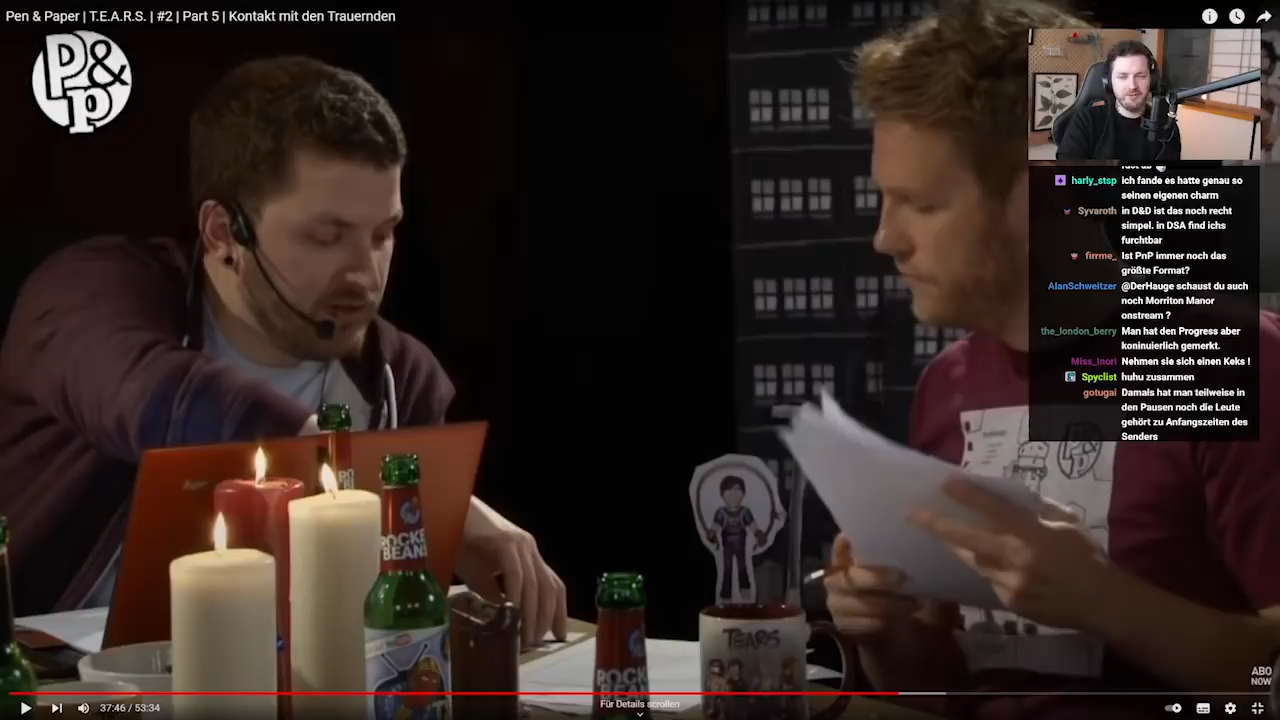 Pen & Paper | T.E.A.R.S. | #2 | Part 5 | Kontakt mit den Trauernden
P&
p
harly_stsp ich fande es hatte genau so
seinen eigenen charm
Syvaroth in D&D ist das noch recht
simpel. in DSA find ichs
furchtbar
firrme_ Ist PnP immer noch das
größte Format?
AlanSchweitzer @DerHauge schaust du auch
noch Morriton Manor
onstream ?
the_london_berry Man hat den Progress aber
koninuierlich gemerkt.
Miss_Inori Nehmen sie sich einen Keks !
Spyclist huhu zusammen
gotugai Damals hat man teilweise in
den Pausen noch die Leute
gehört zu Anfangszeiten des
Senders
P&
p
ROCKE
BEAN
TEARS
ROCK
BEAN
ABO
NOW
Für Details scrollen
37:46 / 53:34